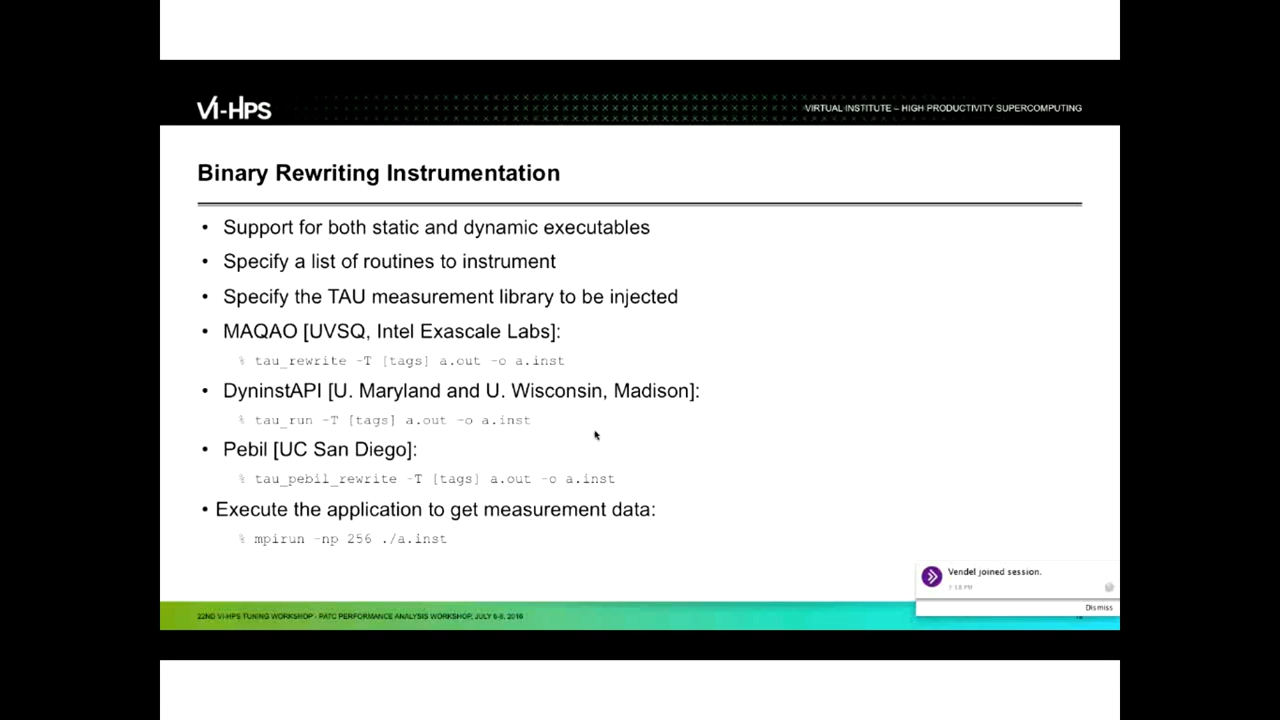 VI-HPS
VIRTUAL INSTITUTE – HIGH PRODUCTIVITY SUPERCOMPUTING
Binary Rewriting Instrumentation
• Support for both static and dynamic executables
• Specify a list of routines to instrument
• Specify the TAU measurement library to be injected
• MAQAO [UVSQ, Intel Exascale Labs]:
% tau_rewrite -T [tags] a.out -o a.inst
• DyninstAPI [U. Maryland and U. Wisconsin, Madison]:
% tau_run -T [tags] a.out -o a.inst
• Pebil [UC San Diego]:
% tau_pebil_rewrite -T [tags] a.out -o a.inst
• Execute the application to get measurement data:
% mpirun -np 256 ./a.inst
Vendel joined session.
Dismiss
22ND VI-HPS TUNING WORKSHOP - PATC PERFORMANCE ANALYSIS WORKSHOP, JULY 6-8, 2016